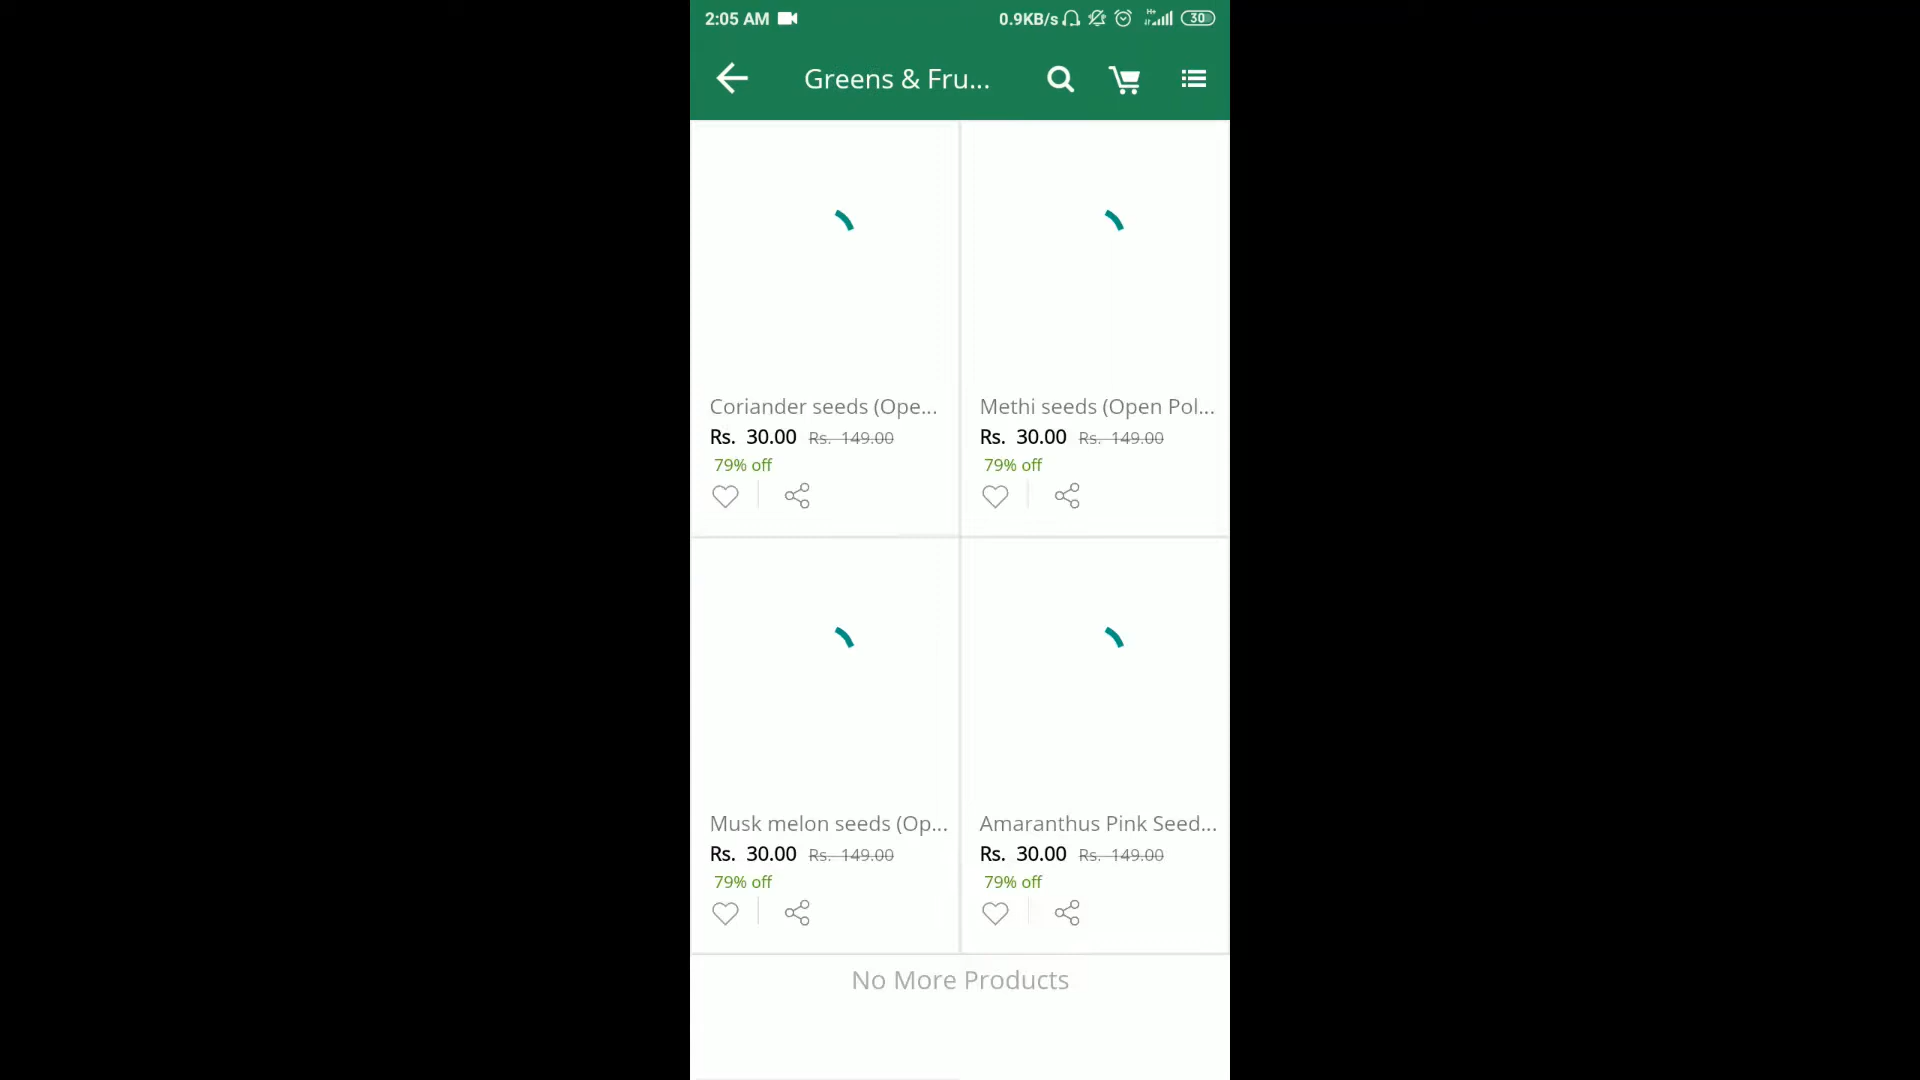 2:05 AM 0.9KB/s H+ 30
Greens & Fru...
Coriander seeds (Ope...
Rs. 30.00 Rs. 149.00
79% off
Methi seeds (Open Pol...
Rs. 30.00 Rs. 149.00
79% off
Musk melon seeds (Op...
Rs. 30.00 Rs. 149.00
79% off
Amaranthus Pink Seed...
Rs. 30.00 Rs. 149.00
79% off
No More Products